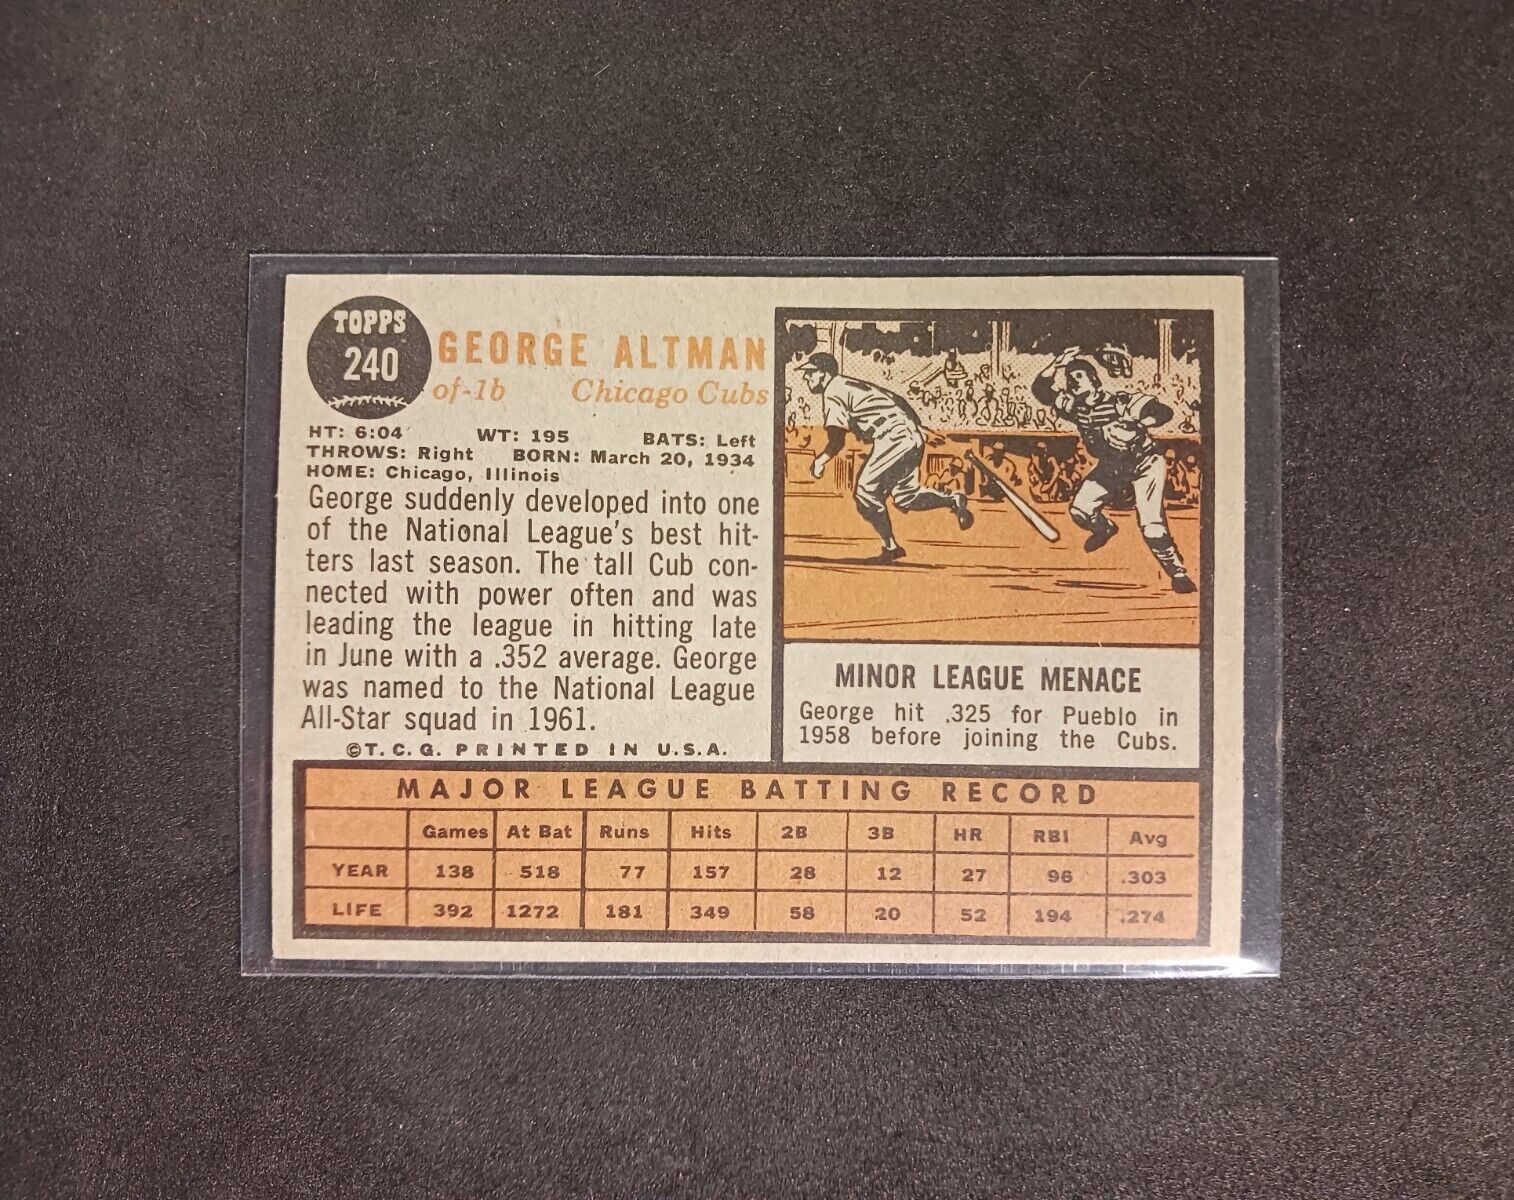 TOPPS
240
GEORGE ALTMAN
of-1b Chicago Cubs
HT: 6:04 WT: 195 BATS: Left
THROWS: Right BORN: March 20, 1934
HOME: Chicago, Illinois
George suddenly developed into one
of the National League's best hit-
ters last season. The tall Cub con-
nected with power often and was
leading the league in hitting late
in June with a .352 average. George
was named to the National League
All-Star squad in 1961.
©T.C.G. PRINTED IN U.S.A.
MINOR LEAGUE MENACE
George hit .325 for Pueblo in
1958 before joining the Cubs.
MAJOR LEAGUE BATTING RECORD
Games At Bat Runs Hits 2B 3B HR RBI Avg
YEAR 138 518 77 157 28 12 27 96 .303
LIFE 392 1272 181 349 58 20 52 194 .274